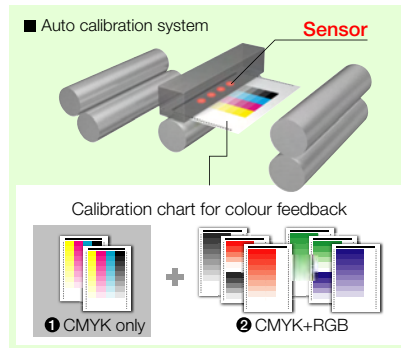 ■ Auto calibration system
Sensor
Calibration chart for colour feedback
❶ CMYK only
❷ CMYK+RGB